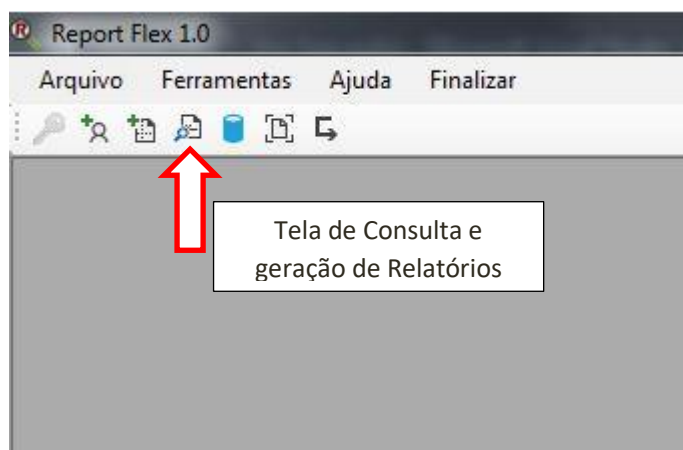 Report Flex 1.0
Arquivo Ferramentas Ajuda Finalizar
Tela de Consulta e
geração de Relatórios